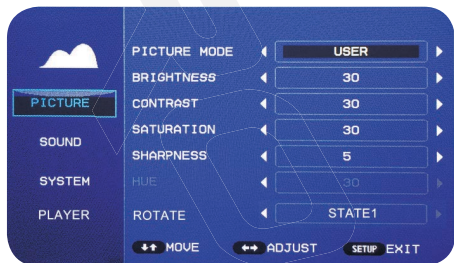 PICTURE MODE USER
BRIGHTNESS 30
PICTURE CONTRAST 30
SATURATION 30
SOUND
SHARPNESS 5
SYSTEM HUE 30
PLAYER ROTATE STATE1
MOVE ADJUST SETUP EXIT